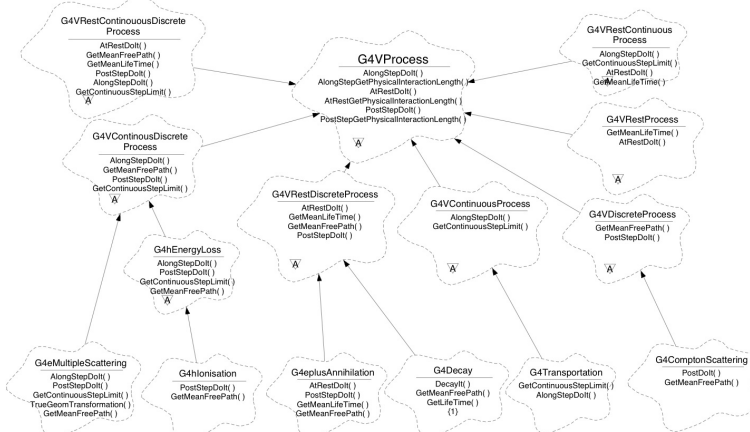 G4VRestContinouousDiscrete
Process
AtRestDoIt( )
GetMeanFreePath( )
GetMeanLifeTime( )
PostStepDoIt( )
AlongStepDoIt( )
GetContinuousStepLimit( )
A
G4VProcess
AlongStepDoIt( )
AlongStepGetPhysicalInteractionLength( )
AtRestDoIt( )
AtRestGetPhysicalInteractionLength( )
PostStepDoIt( )
PostStepGetPhysicalInteractionLength( )
A
G4VRestContinuous
Process
AlongStepDoIt( )
GetContinuousStepLimit( )
AtRestDoIt( )
GetMeanLifeTime( )
A
G4VContinousDiscrete
Process
AlongStepDoIt( )
GetMeanFreePath( )
PostStepDoIt( )
GetContinuousStepLimit( )
A
G4VRestProcess
GetMeanLifeTime( )
AtRestDoIt( )
A
G4VRestDiscreteProcess
AtRestDoIt( )
GetMeanLifeTime( )
GetMeanFreePath( )
PostStepDoIt( )
A
G4VContinuousProcess
AlongStepDoIt( )
GetContinuousStepLimit( )
A
G4VDiscreteProcess
GetMeanFreePath( )
PostStepDoIt( )
A
G4hEnergyLoss
AlongStepDoIt( )
PostStepDoIt( )
GetContinuousStepLimit( )
GetMeanFreePath( )
A
G4eMultipleScattering
AlongStepDoIt( )
PostStepDoIt( )
GetContinuousStepLimit( )
TrueGeomTransformation( )
GetMeanFreePath( )
G4hIonisation
PostStepDoIt( )
GetMeanFreePath( )
G4eplusAnnihilation
AtRestDoIt( )
PostStepDoIt( )
GetMeanLifeTime( )
GetMeanFreePath( )
G4Decay
DecayIt( )
GetMeanFreePath( )
GetLifeTime( )
{1}
G4Transportation
GetContinuousStepLimit( )
AlongStepDoIt( )
G4ComptonScattering
PostDoIt( )
GetMeanFreePath( )